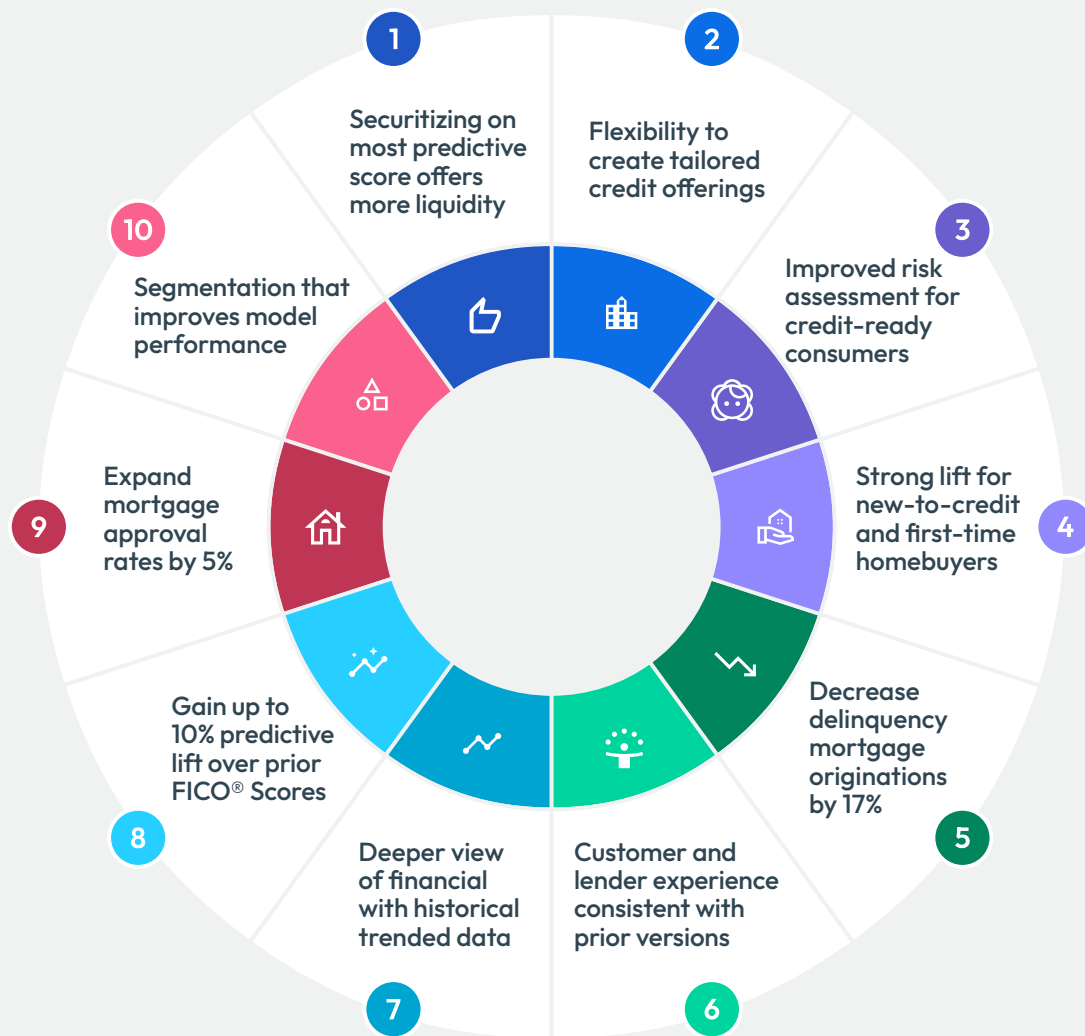 1
Securitizing on
most predictive
score offers
more liquidity
2
Flexibility to
create tailored
credit offerings
3
Improved risk
assessment for
credit-ready
consumers
4
Strong lift for
new-to-credit
and first-time
homebuyers
5
Decrease
delinquency
mortgage
originations
by 17%
6
Customer and
lender experience
consistent with
prior versions
7
Deeper view
of financial
with historical
trended data
8
Gain up to
10% predictive
lift over prior
FICO® Scores
9
Expand
mortgage
approval
rates by 5%
10
Segmentation that
improves model
performance